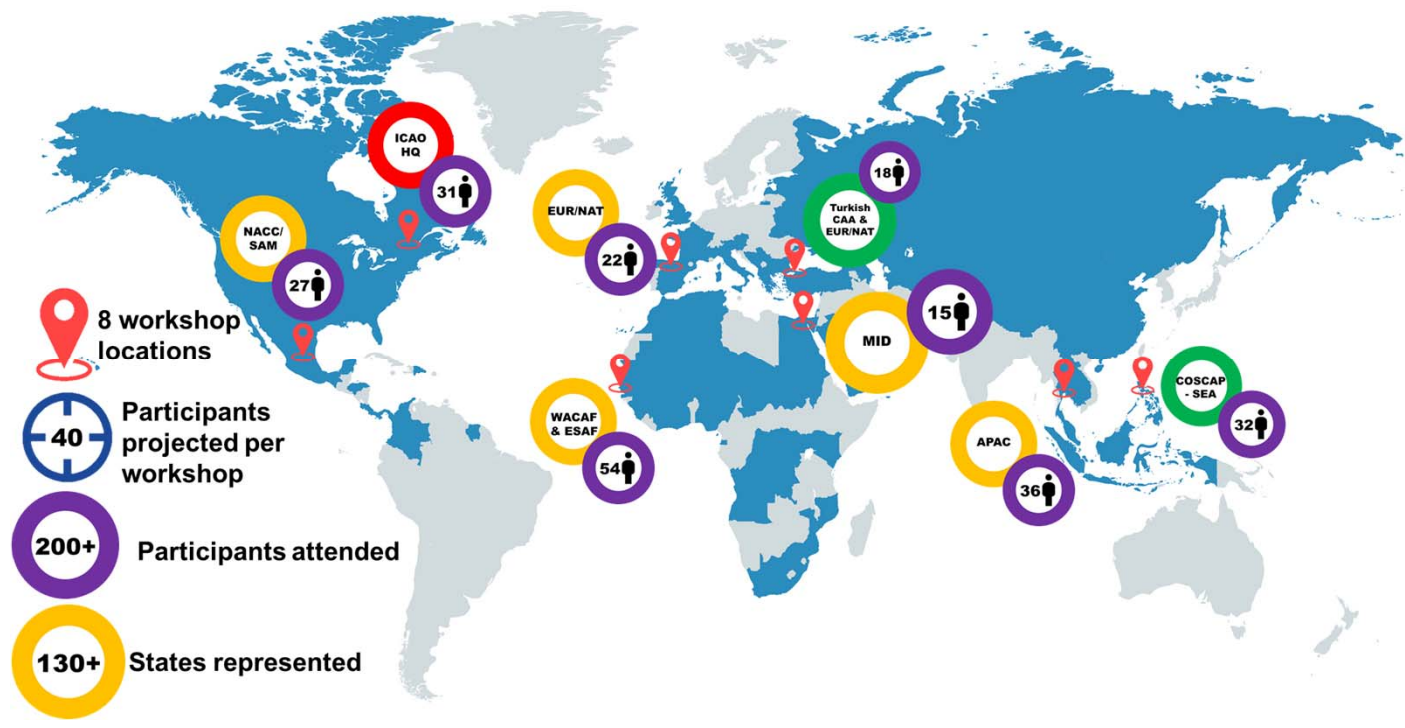 ICAO
HQ
31
NACC/
SAM
27
EUR/NAT
22
18
Turkish
CAA &
EUR/NAT
15
MID
WACAF
& ESAF
54
APAC
36
COSCAP
- SEA
32
8 workshop
locations
40
Participants
projected per
workshop
200+
Participants attended
130+
States represented